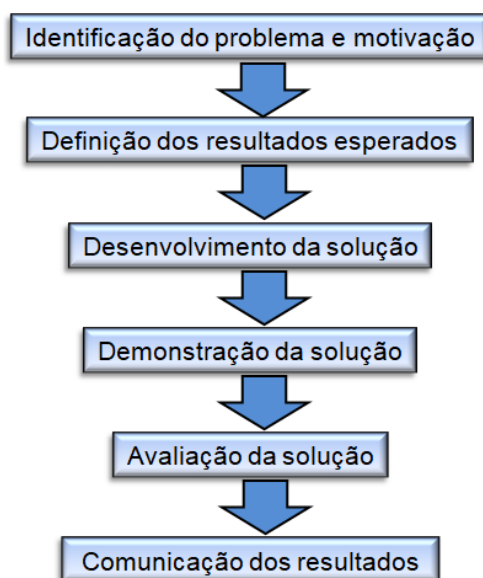 Identificação do problema e motivação
Definição dos resultados esperados
Desenvolvimento da solução
Demonstração da solução
Avaliação da solução
Comunicação dos resultados